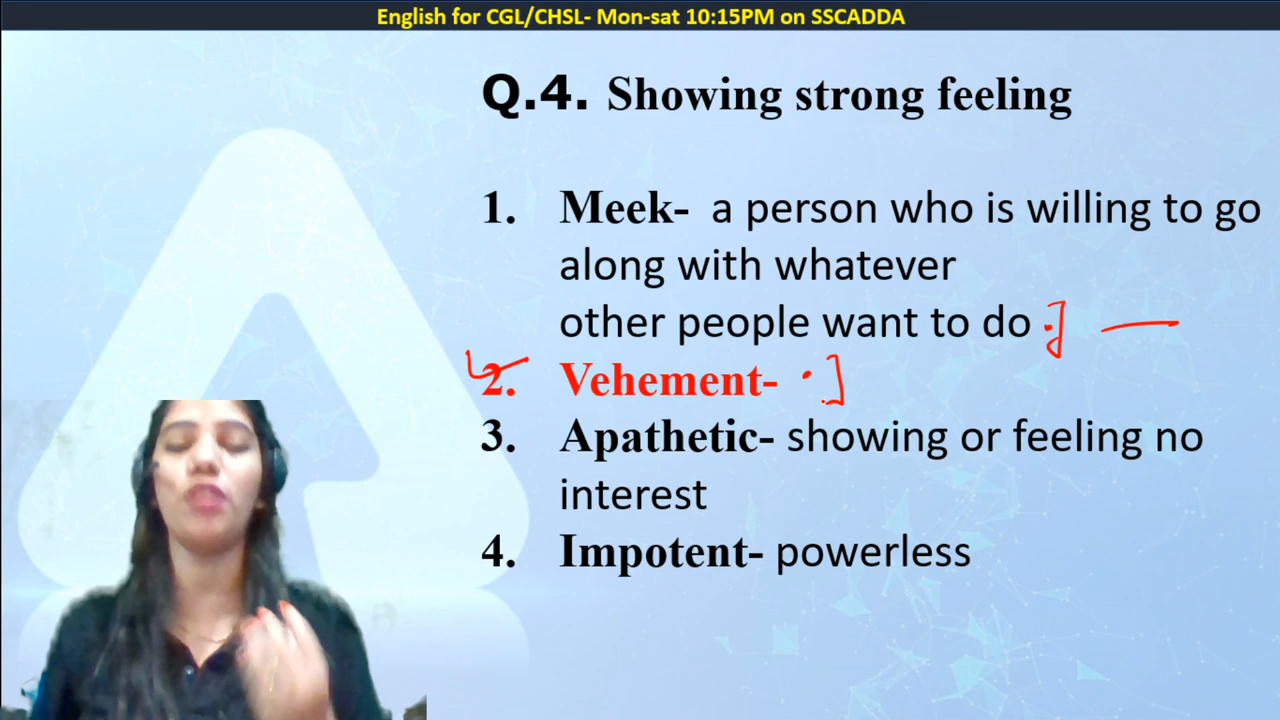 English for CGL/CHSL- Mon-sat 10:15PM on SSCADDA
Q.4. Showing strong feeling
1. Meek- a person who is willing to go
along with whatever
other people want to do
2. Vehement-
3. Apathetic- showing or feeling no
interest
4. Impotent- powerless